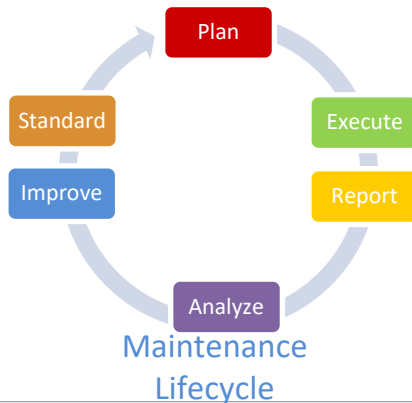 Plan
Standard
Execute
Improve
Report
Analyze
Maintenance
Lifecycle